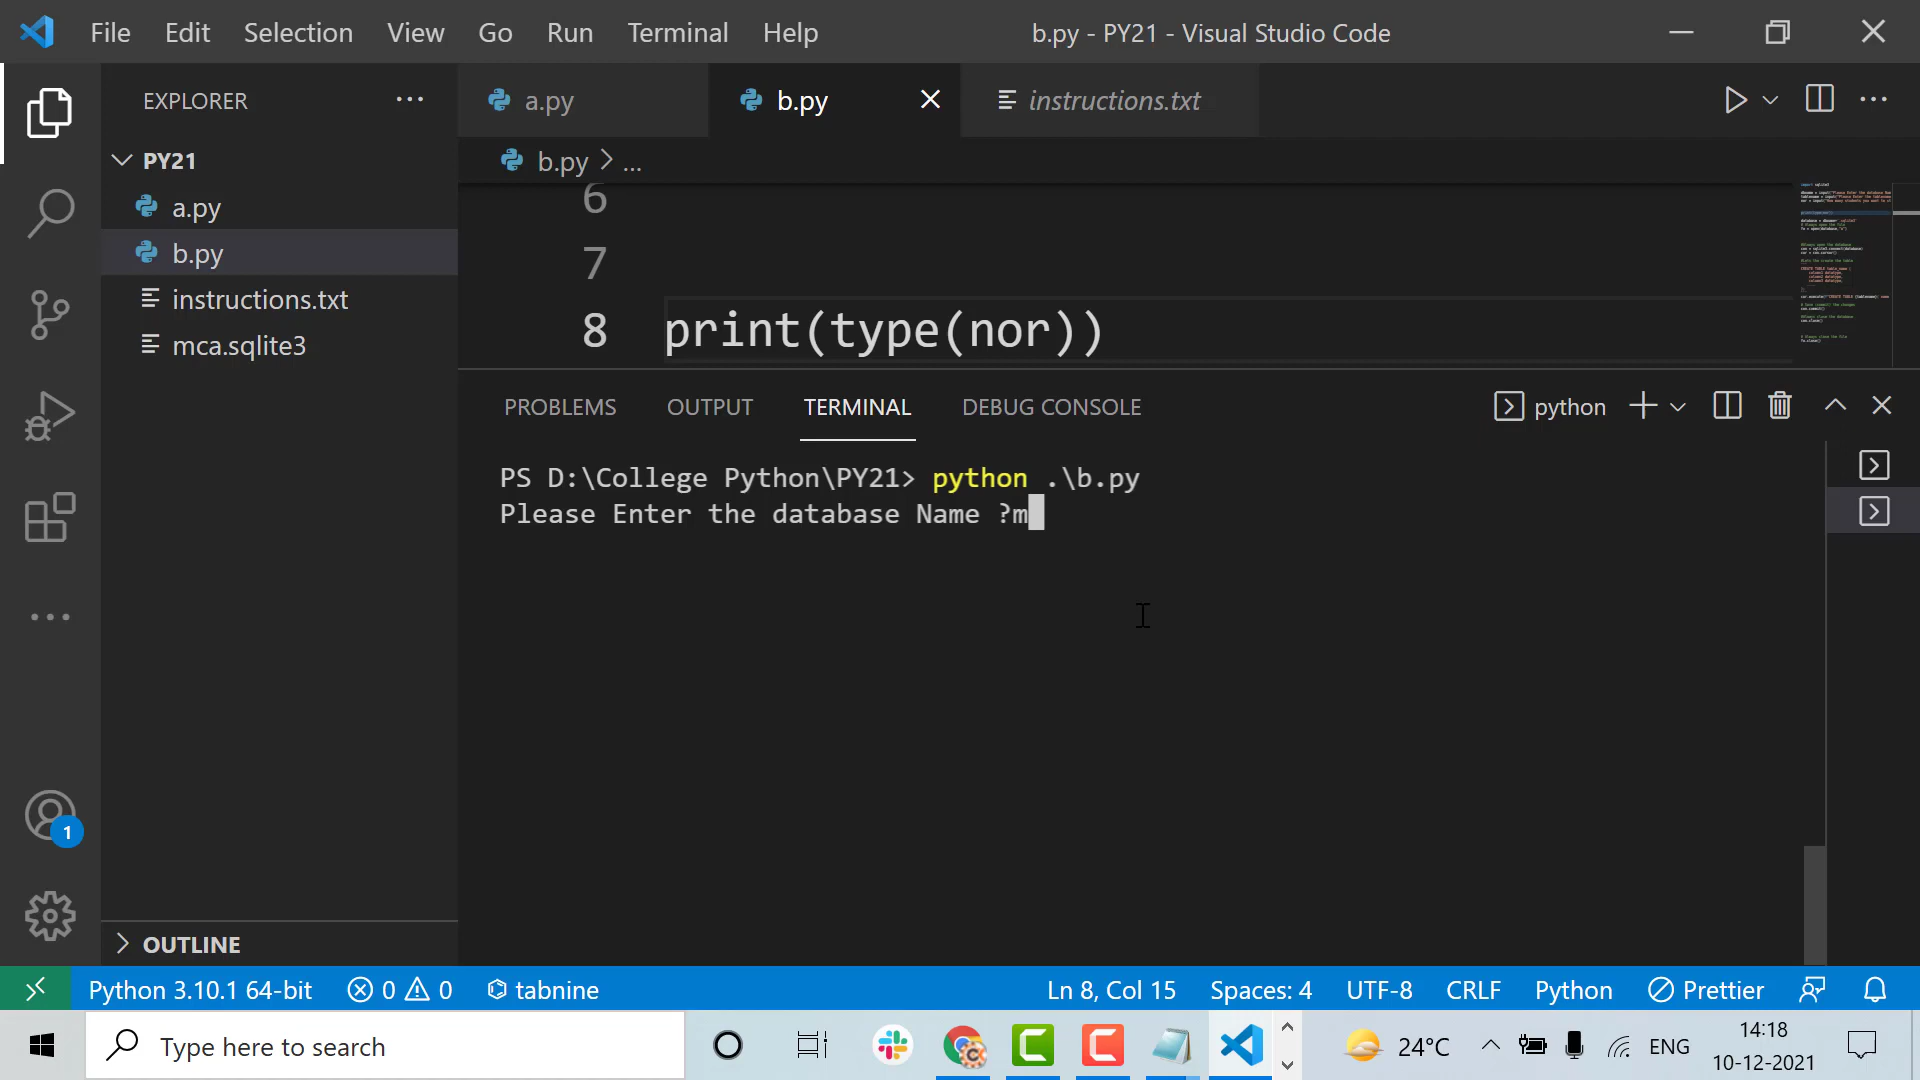 File Edit Selection View Go Run Terminal Help
b.py - PY21 - Visual Studio Code
EXPLORER
PY21
a.py
b.py
instructions.txt
mca.sqlite3
OUTLINE
a.py
b.py
instructions.txt
b.py > ...
6
7
8 print(type(nor))
PROBLEMS OUTPUT TERMINAL DEBUG CONSOLE
python
PS D:\College Python\PY21> python .\b.py
Please Enter the database Name ?m
1
Python 3.10.1 64-bit 0 0 tabnine
Ln 8, Col 15 Spaces: 4 UTF-8 CRLF Python Prettier
Type here to search
24°C ENG
14:18
10-12-2021